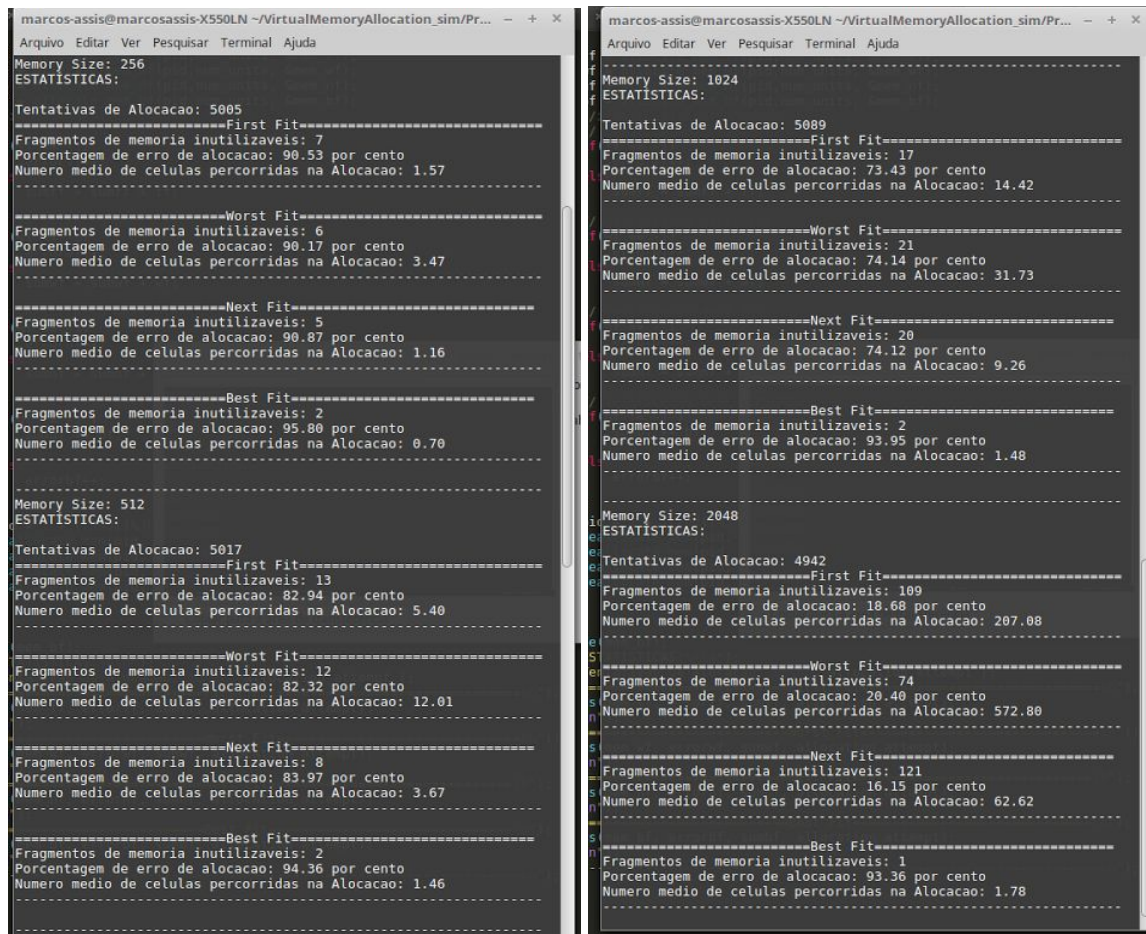 marcos-assis@marcosassis-X550LN ~/VirtualMemoryAllocation_sim/Pr...
Arquivo Editar Ver Pesquisar Terminal Ajuda
Memory Size: 256
ESTATÍSTICAS:
Tentativas de Alocacao: 5005
==========================First Fit==============================
Fragmentos de memoria inutilizaveis: 7
Porcentagem de erro de alocacao: 90.53 por cento
Numero medio de celulas percorridas na Alocacao: 1.57
-----------------------------------------------------------------
==========================Worst Fit==============================
Fragmentos de memoria inutilizaveis: 6
Porcentagem de erro de alocacao: 90.17 por cento
Numero medio de celulas percorridas na Alocacao: 3.47
-----------------------------------------------------------------
==========================Next Fit==============================
Fragmentos de memoria inutilizaveis: 5
Porcentagem de erro de alocacao: 90.87 por cento
Numero medio de celulas percorridas na Alocacao: 1.16
-----------------------------------------------------------------
==========================Best Fit==============================
Fragmentos de memoria inutilizaveis: 2
Porcentagem de erro de alocacao: 95.80 por cento
Numero medio de celulas percorridas na Alocacao: 0.70
-----------------------------------------------------------------
-----------------------------------------------------------------
Memory Size: 512
ESTATÍSTICAS:
Tentativas de Alocacao: 5017
==========================First Fit==============================
Fragmentos de memoria inutilizaveis: 13
Porcentagem de erro de alocacao: 82.94 por cento
Numero medio de celulas percorridas na Alocacao: 5.40
-----------------------------------------------------------------
==========================Worst Fit==============================
Fragmentos de memoria inutilizaveis: 12
Porcentagem de erro de alocacao: 82.32 por cento
Numero medio de celulas percorridas na Alocacao: 12.01
-----------------------------------------------------------------
==========================Next Fit==============================
Fragmentos de memoria inutilizaveis: 8
Porcentagem de erro de alocacao: 83.97 por cento
Numero medio de celulas percorridas na Alocacao: 3.67
-----------------------------------------------------------------
==========================Best Fit==============================
Fragmentos de memoria inutilizaveis: 2
Porcentagem de erro de alocacao: 94.36 por cento
Numero medio de celulas percorridas na Alocacao: 1.46
-----------------------------------------------------------------
-----------------------------------------------------------------
marcos-assis@marcosassis-X550LN ~/VirtualMemoryAllocation_sim/Pr...
Arquivo Editar Ver Pesquisar Terminal Ajuda
-----------------------------------------------------------------
Memory Size: 1024
ESTATÍSTICAS:
Tentativas de Alocacao: 5089
==========================First Fit==============================
Fragmentos de memoria inutilizaveis: 17
Porcentagem de erro de alocacao: 73.43 por cento
Numero medio de celulas percorridas na Alocacao: 14.42
-----------------------------------------------------------------
==========================Worst Fit==============================
Fragmentos de memoria inutilizaveis: 21
Porcentagem de erro de alocacao: 74.14 por cento
Numero medio de celulas percorridas na Alocacao: 31.73
-----------------------------------------------------------------
==========================Next Fit==============================
Fragmentos de memoria inutilizaveis: 20
Porcentagem de erro de alocacao: 74.12 por cento
Numero medio de celulas percorridas na Alocacao: 9.26
-----------------------------------------------------------------
==========================Best Fit==============================
Fragmentos de memoria inutilizaveis: 2
Porcentagem de erro de alocacao: 93.95 por cento
Numero medio de celulas percorridas na Alocacao: 1.48
-----------------------------------------------------------------
-----------------------------------------------------------------
Memory Size: 2048
ESTATÍSTICAS:
Tentativas de Alocacao: 4942
==========================First Fit==============================
Fragmentos de memoria inutilizaveis: 109
Porcentagem de erro de alocacao: 18.68 por cento
Numero medio de celulas percorridas na Alocacao: 207.08
-----------------------------------------------------------------
==========================Worst Fit==============================
Fragmentos de memoria inutilizaveis: 74
Porcentagem de erro de alocacao: 20.40 por cento
Numero medio de celulas percorridas na Alocacao: 572.80
-----------------------------------------------------------------
==========================Next Fit==============================
Fragmentos de memoria inutilizaveis: 121
Porcentagem de erro de alocacao: 16.15 por cento
Numero medio de celulas percorridas na Alocacao: 62.62
-----------------------------------------------------------------
==========================Best Fit==============================
Fragmentos de memoria inutilizaveis: 1
Porcentagem de erro de alocacao: 93.36 por cento
Numero medio de celulas percorridas na Alocacao: 1.78
-----------------------------------------------------------------